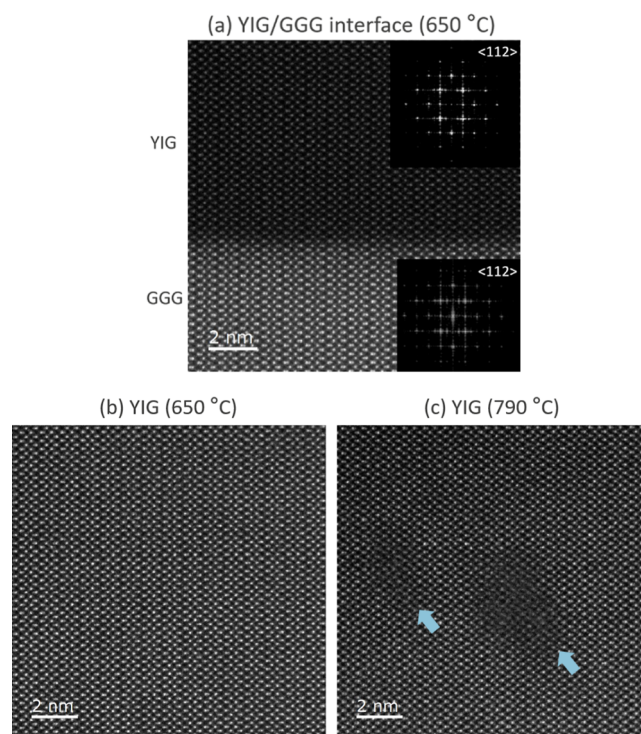 (a) YIG/GGG interface (650 °C)
<112>
YIG
<112>
GGG
2 nm
(b) YIG (650 °C)
(c) YIG (790 °C)
2 nm
2 nm